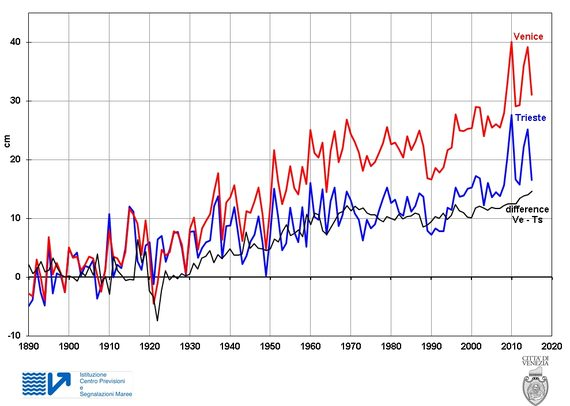 40
Venice
30
cm
Trieste
20
10
difference
Ve - Ts
0
-10
1890 1900 1910 1920 1930 1940 1950 1960 1970 1980 1990 2000 2010 2020
Istituzione
Centro Previsioni
e
Segnalazioni Maree
CITTA' DI
VENEZIA